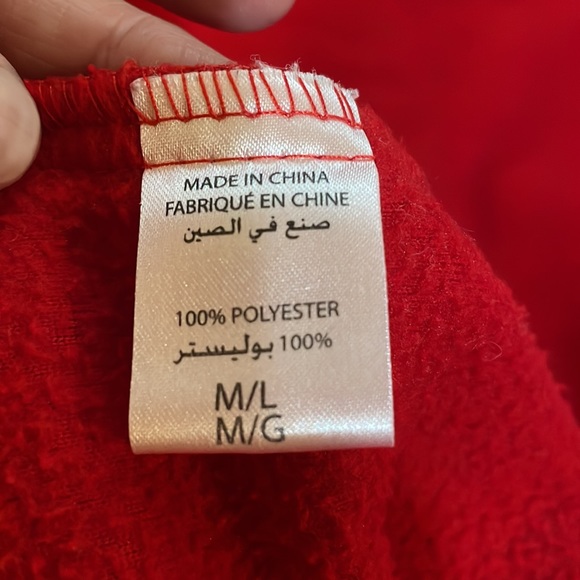 MADE IN CHINA
FABRIQUÉ EN CHINE
صنع في الصين
100% POLYESTER
100% بوليستر
M/L
M/G